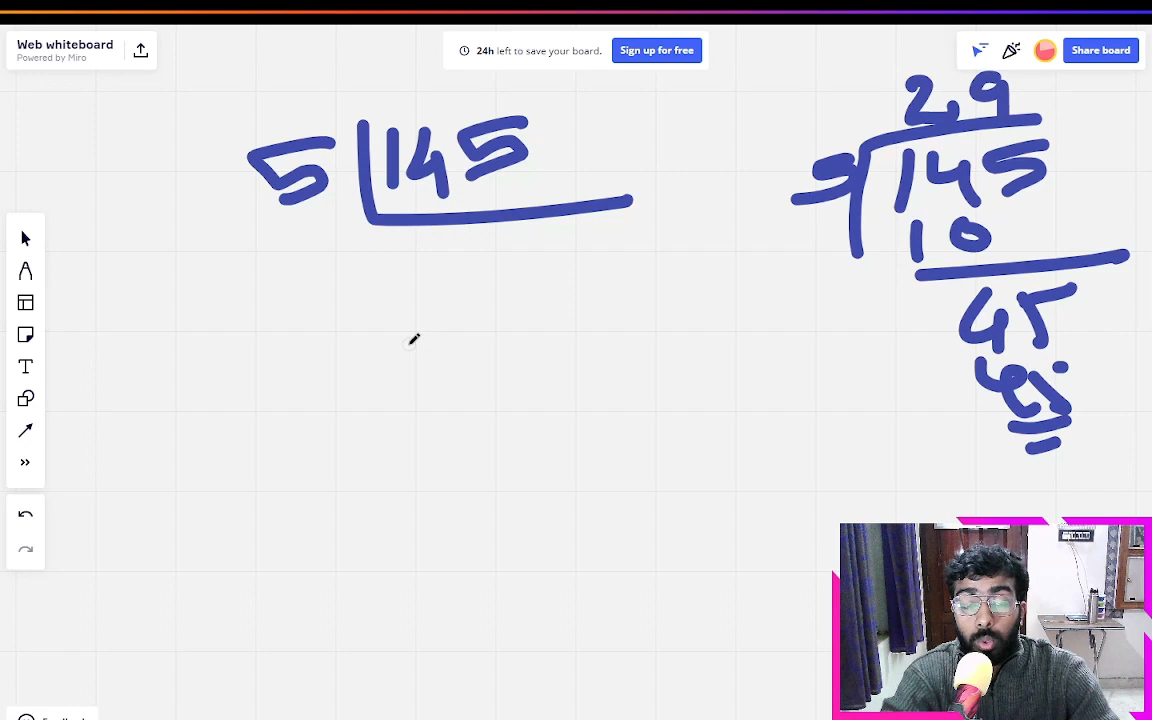 Web whiteboard
Powered by Miro
24h left to save your board.
Sign up for free
Share board
5 145
29
5 145
10
45
45